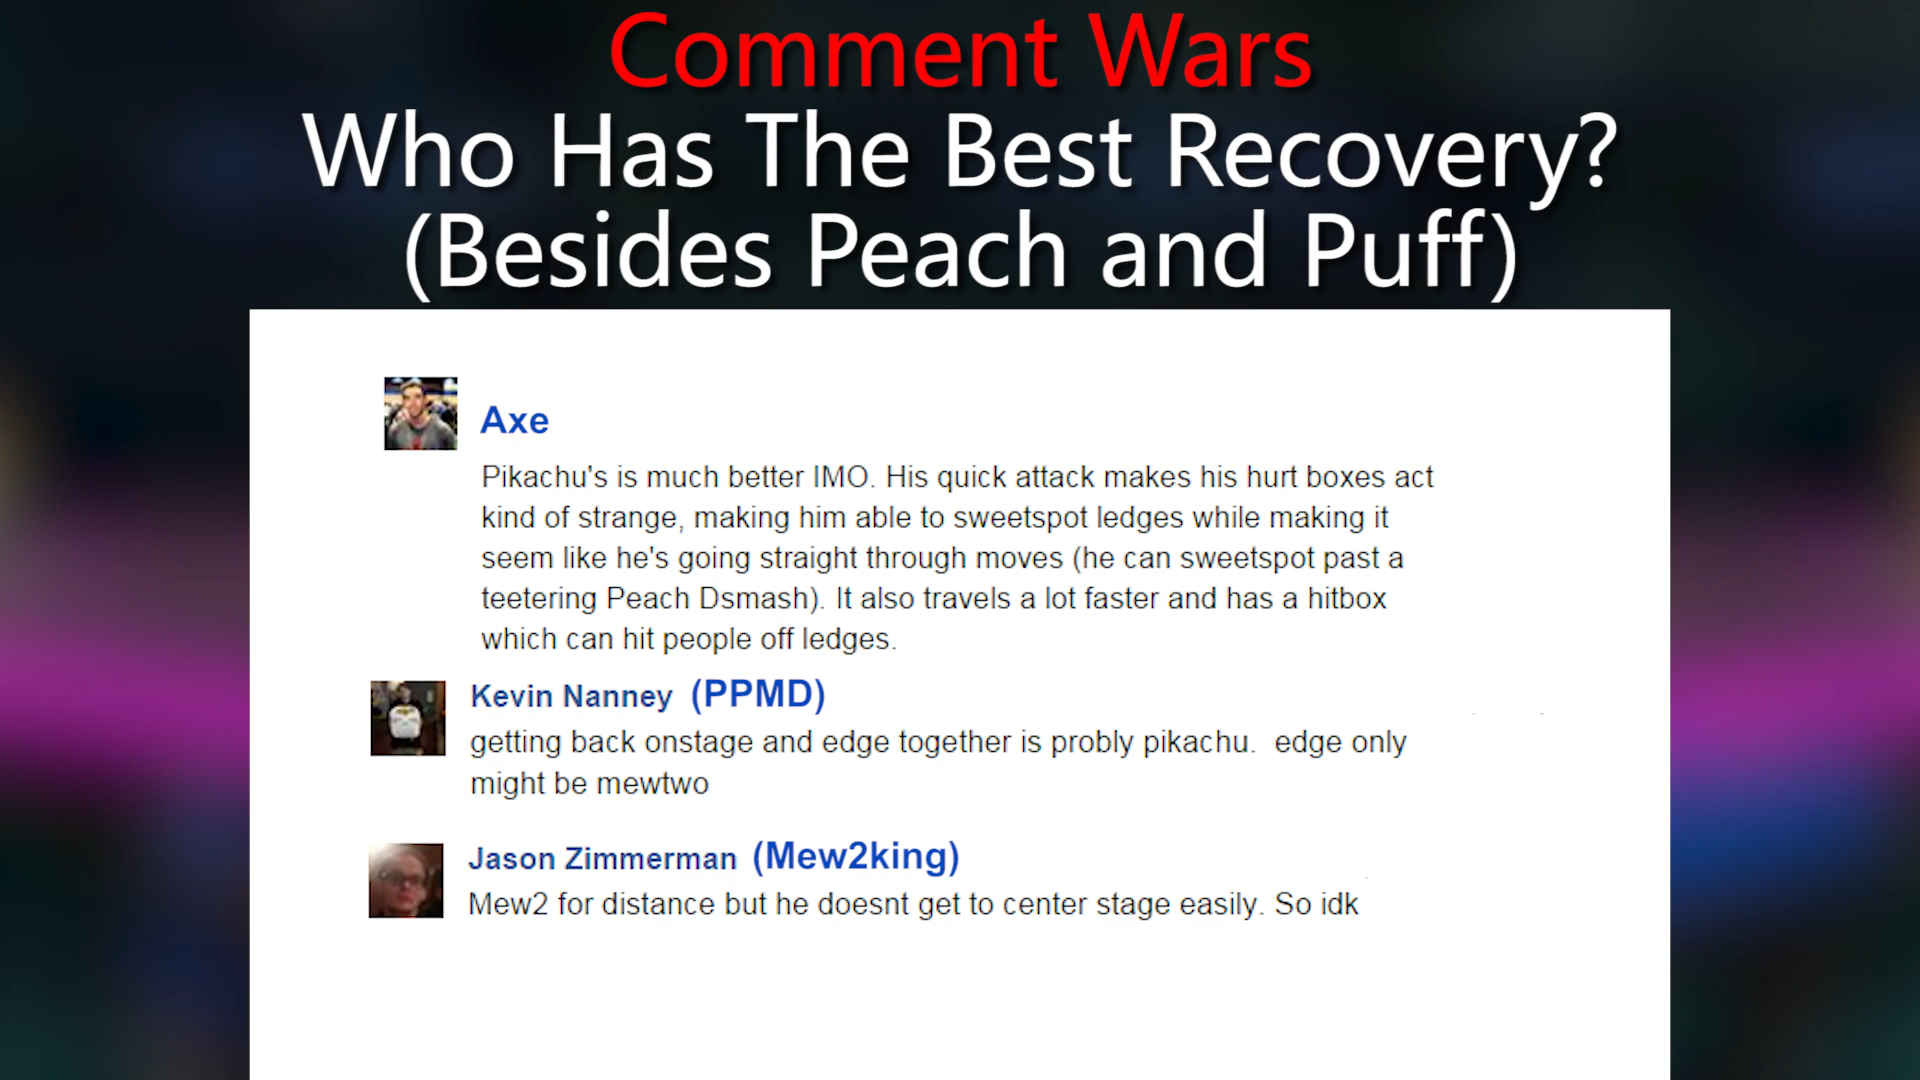 Comment Wars
Who Has The Best Recovery?
(Besides Peach and Puff)
Axe
Pikachu's is much better IMO. His quick attack makes his hurt boxes act
kind of strange, making him able to sweetspot ledges while making it
seem like he's going straight through moves (he can sweetspot past a
teetering Peach Dsmash). It also travels a lot faster and has a hitbox
which can hit people off ledges.
Kevin Nanney (PPMD)
getting back onstage and edge together is probly pikachu.  edge only
might be mewtwo
Jason Zimmerman (Mew2king)
Mew2 for distance but he doesnt get to center stage easily. So idk